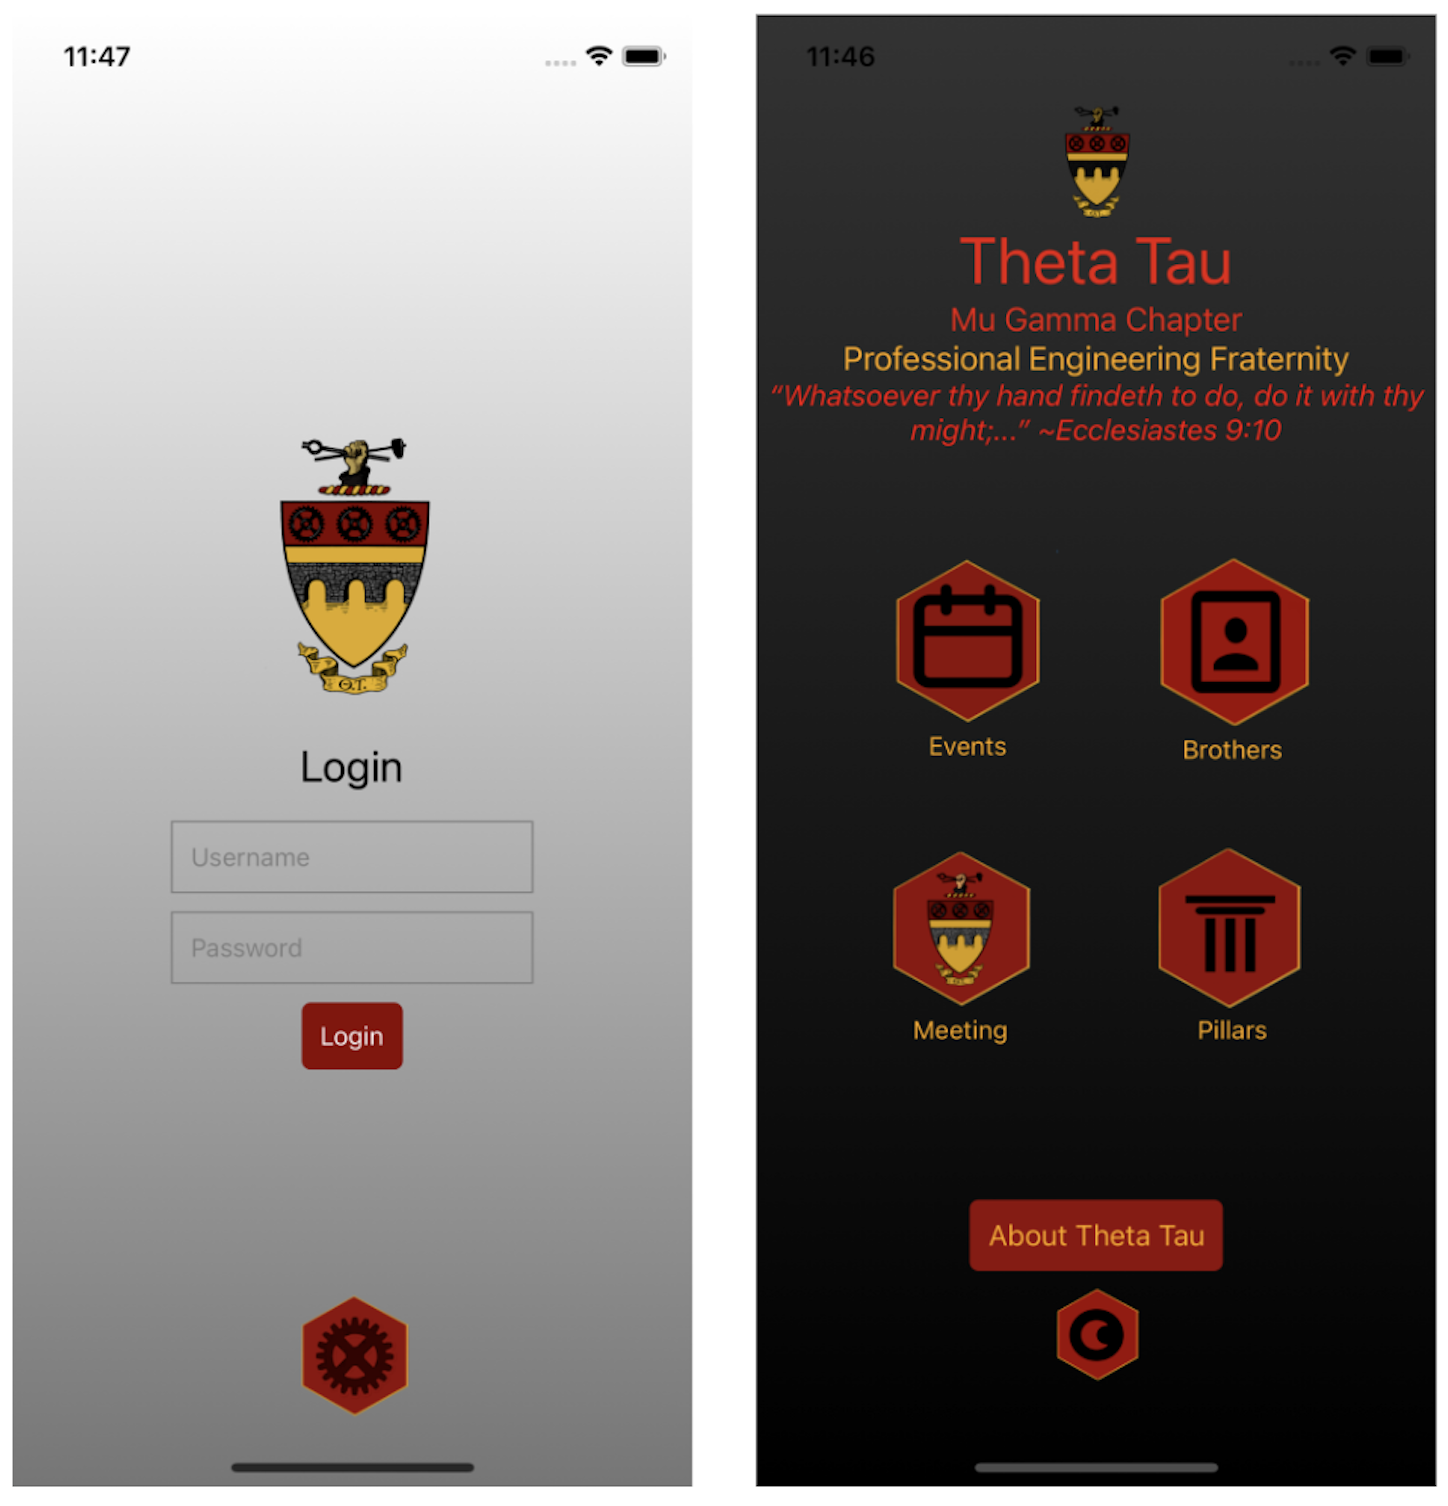 11:47
Θ.T.
Login
Username
Password
Login
11:46
Theta Tau
Mu Gamma Chapter
Professional Engineering Fraternity
“Whatsoever thy hand findeth to do, do it with thy
might;...” ~Ecclesiastes 9:10
Events
Brothers
Meeting
Pillars
About Theta Tau